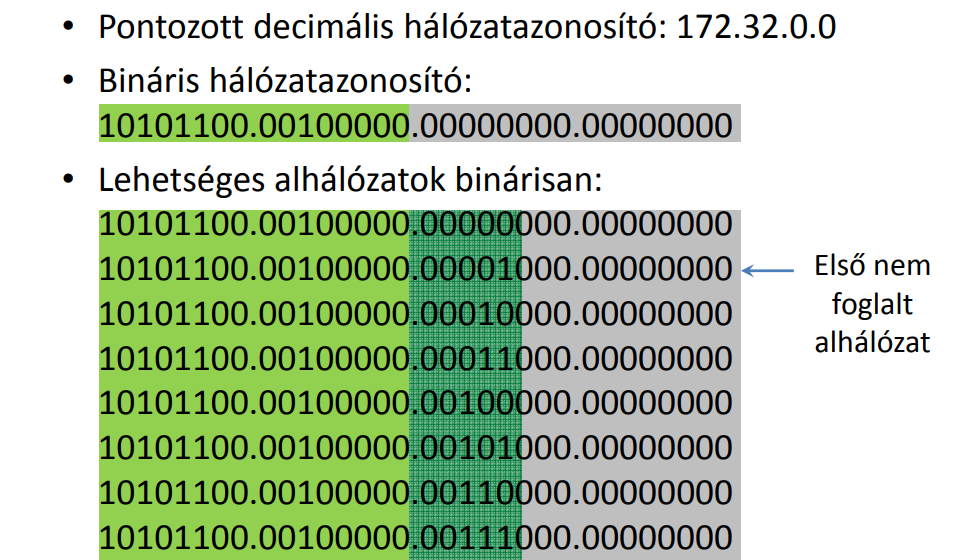 • Pontozott decimális hálózatazonosító: 172.32.0.0
• Bináris hálózatazonosító:
10101100.00100000.00000000.00000000
• Lehetséges alhálózatok binárisan:
10101100.00100000.00000000.00000000
10101100.00100000.00001000.00000000
10101100.00100000.00010000.00000000
10101100.00100000.00011000.00000000
10101100.00100000.00100000.00000000
10101100.00100000.00101000.00000000
10101100.00100000.00110000.00000000
10101100.00100000.00111000.00000000
Első nem
foglalt
alhálózat